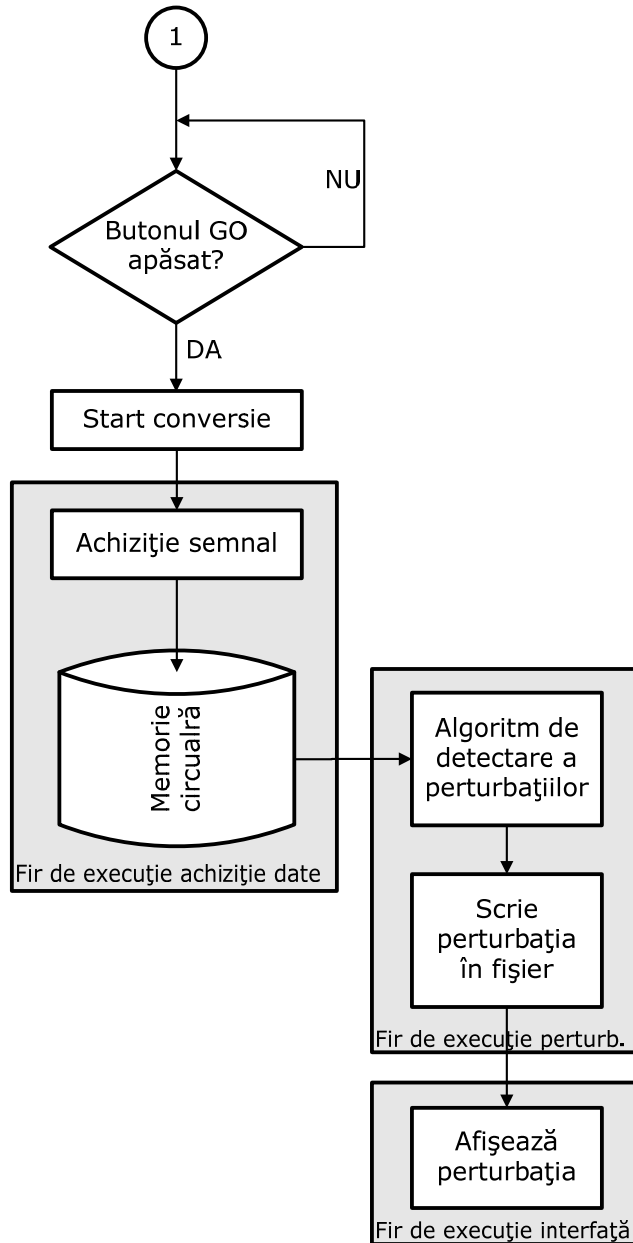 1
NU
Butonul GO
apăsat?
DA
Start conversie
Achiziţie semnal
Memorie
circualră
Fir de execuţie achiziţie date
Algoritm de
detectare a
perturbaţiilor
Scrie
perturbaţia
în fişier
Fir de execuţie perturb.
Afişează
perturbaţia
Fir de execuţie interfaţă